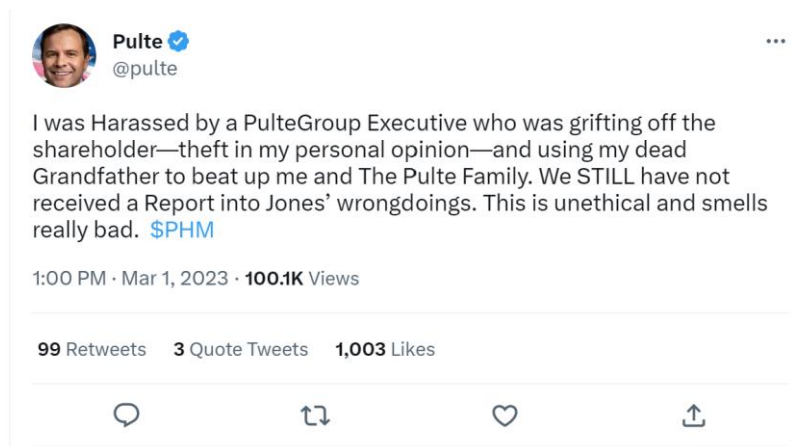 Pulte
@pulte
I was Harassed by a PulteGroup Executive who was grifting off the
shareholder—theft in my personal opinion—and using my dead
Grandfather to beat up me and The Pulte Family. We STILL have not
received a Report into Jones’ wrongdoings. This is unethical and smells
really bad. $PHM
1:00 PM · Mar 1, 2023 · 100.1K Views
99 Retweets 3 Quote Tweets 1,003 Likes